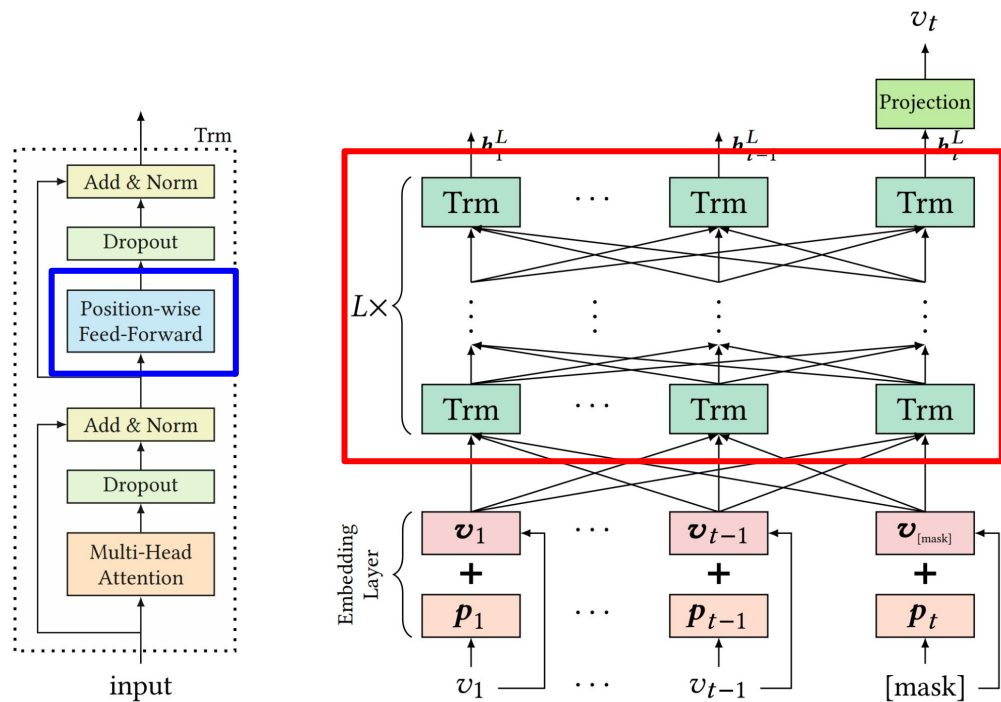 Trm
Add & Norm
Dropout
Position-wise
Feed-Forward
Add & Norm
Dropout
Multi-Head
Attention
input
v_t
Projection
h_1^L
h_{t-1}^L
h_t^L
Trm ... Trm Trm
L×
Trm ... Trm Trm
Embedding
Layer
v_1 ... v_{t-1} v_{[mask]}
+ + +
p_1 ... p_{t-1} p_t
v_1 ... v_{t-1} [mask]